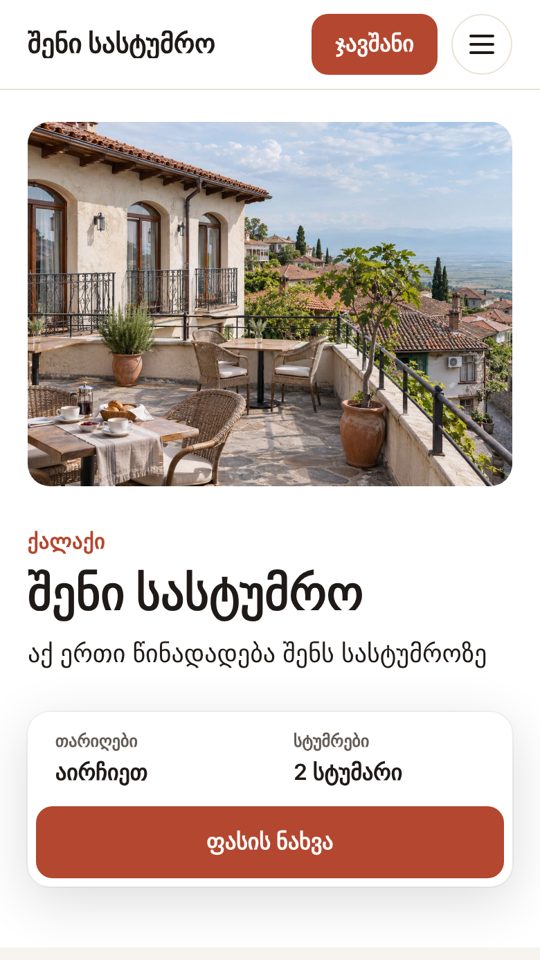 შენი სასტუმრო
ჯავშანი
ქალაქი
შენი სასტუმრო
აქ ერთი წინადადება შენს სასტუმროზე
თარიღები
სტუმრები
აირჩიეთ
2 სტუმარი
ფასის ნახვა